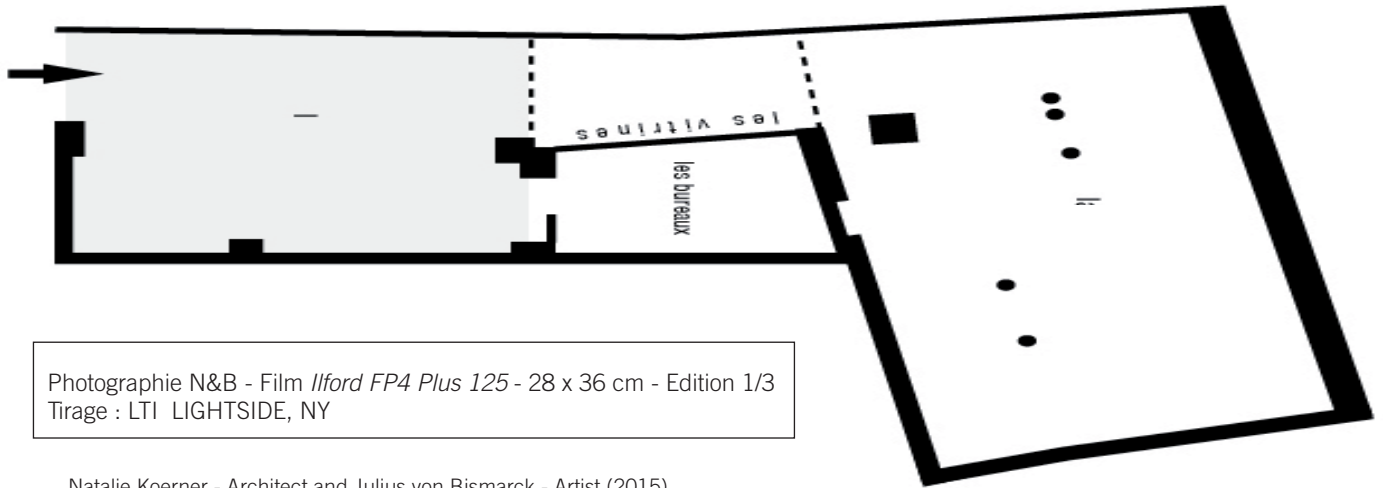 les vitrines
les bureaux
Photographie N&B - Film Ilford FP4 Plus 125 - 28 x 36 cm - Edition 1/3
Tirage : LTI LIGHTSIDE, NY
Natalie Koerner - Architect and Julius von Bismarck - Artist (2015)